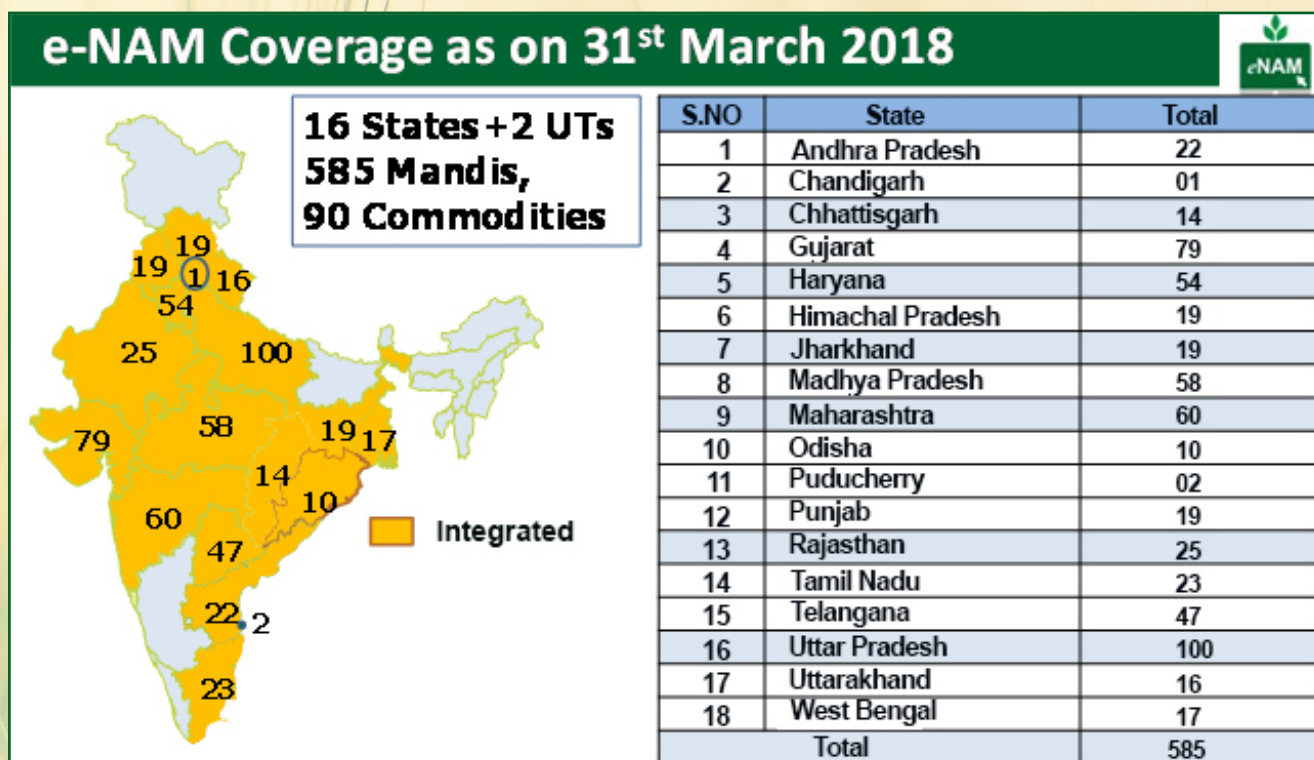 e-NAM Coverage as on 31st March 2018
eNAM
16 States+2 UTs
585 Mandis,
90 Commodities
19
19
1
16
54
25
100
79
58
19
17
14
10
60
47
22
2
23
Integrated
S.NO State Total
1 Andhra Pradesh 22
2 Chandigarh 01
3 Chhattisgarh 14
4 Gujarat 79
5 Haryana 54
6 Himachal Pradesh 19
7 Jharkhand 19
8 Madhya Pradesh 58
9 Maharashtra 60
10 Odisha 10
11 Puducherry 02
12 Punjab 19
13 Rajasthan 25
14 Tamil Nadu 23
15 Telangana 47
16 Uttar Pradesh 100
17 Uttarakhand 16
18 West Bengal 17
Total 585